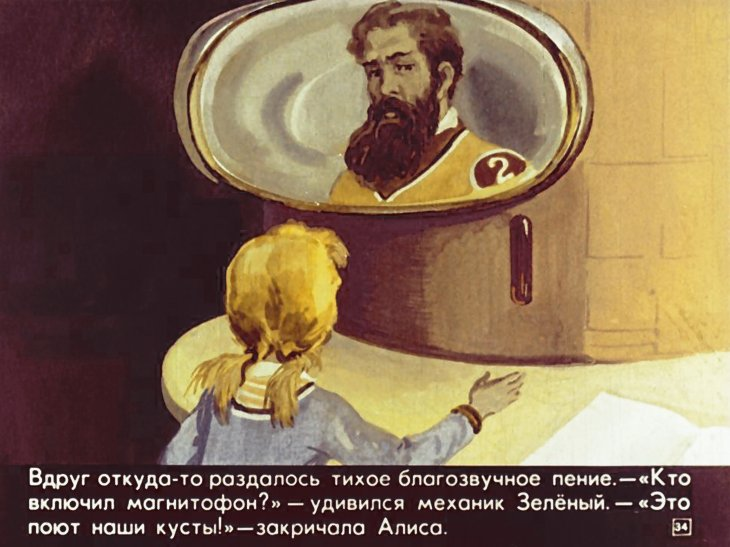 2
Вдруг откуда-то раздалось тихое благозвучное пение.—«Кто
включил магнитофон?» — удивился механик Зелёный. — «Это
поют наши кусты!»—закричала Алиса.
34